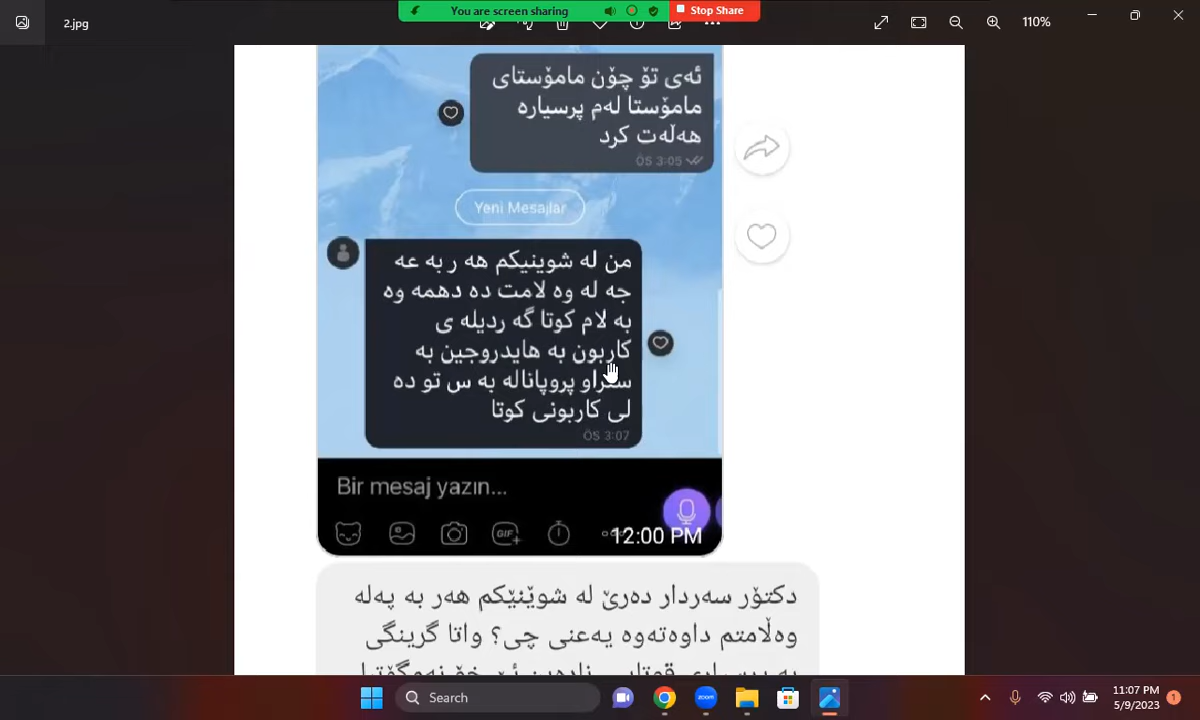 You are screen sharing
Stop Share
2.jpg
110%
ئەی تۆ چۆن مامۆستای
مامۆستا لەم پرسیارە
هەڵەت کرد
ÖS 3:05
Yeni Mesajlar
من لە شوینیکم هە ر بە عە
جە لە وە لامت دە دهمە وە
بە لام کوتا گە ردیلە ی
کاربون بە هایدروجین بە
پروپانالە بە س تو دە
لی کاربونی کوتا
ÖS 3:07
Bir mesaj yazın...
GIF
12:00 PM
دکتۆر سەردار دەرێ لە شوێنێکم هەر بە پەلە
وەڵامتم داوەتەوە یەعنی چی؟ واتا گرینگی
Search
zoom
11:07 PM
5/9/2023
1